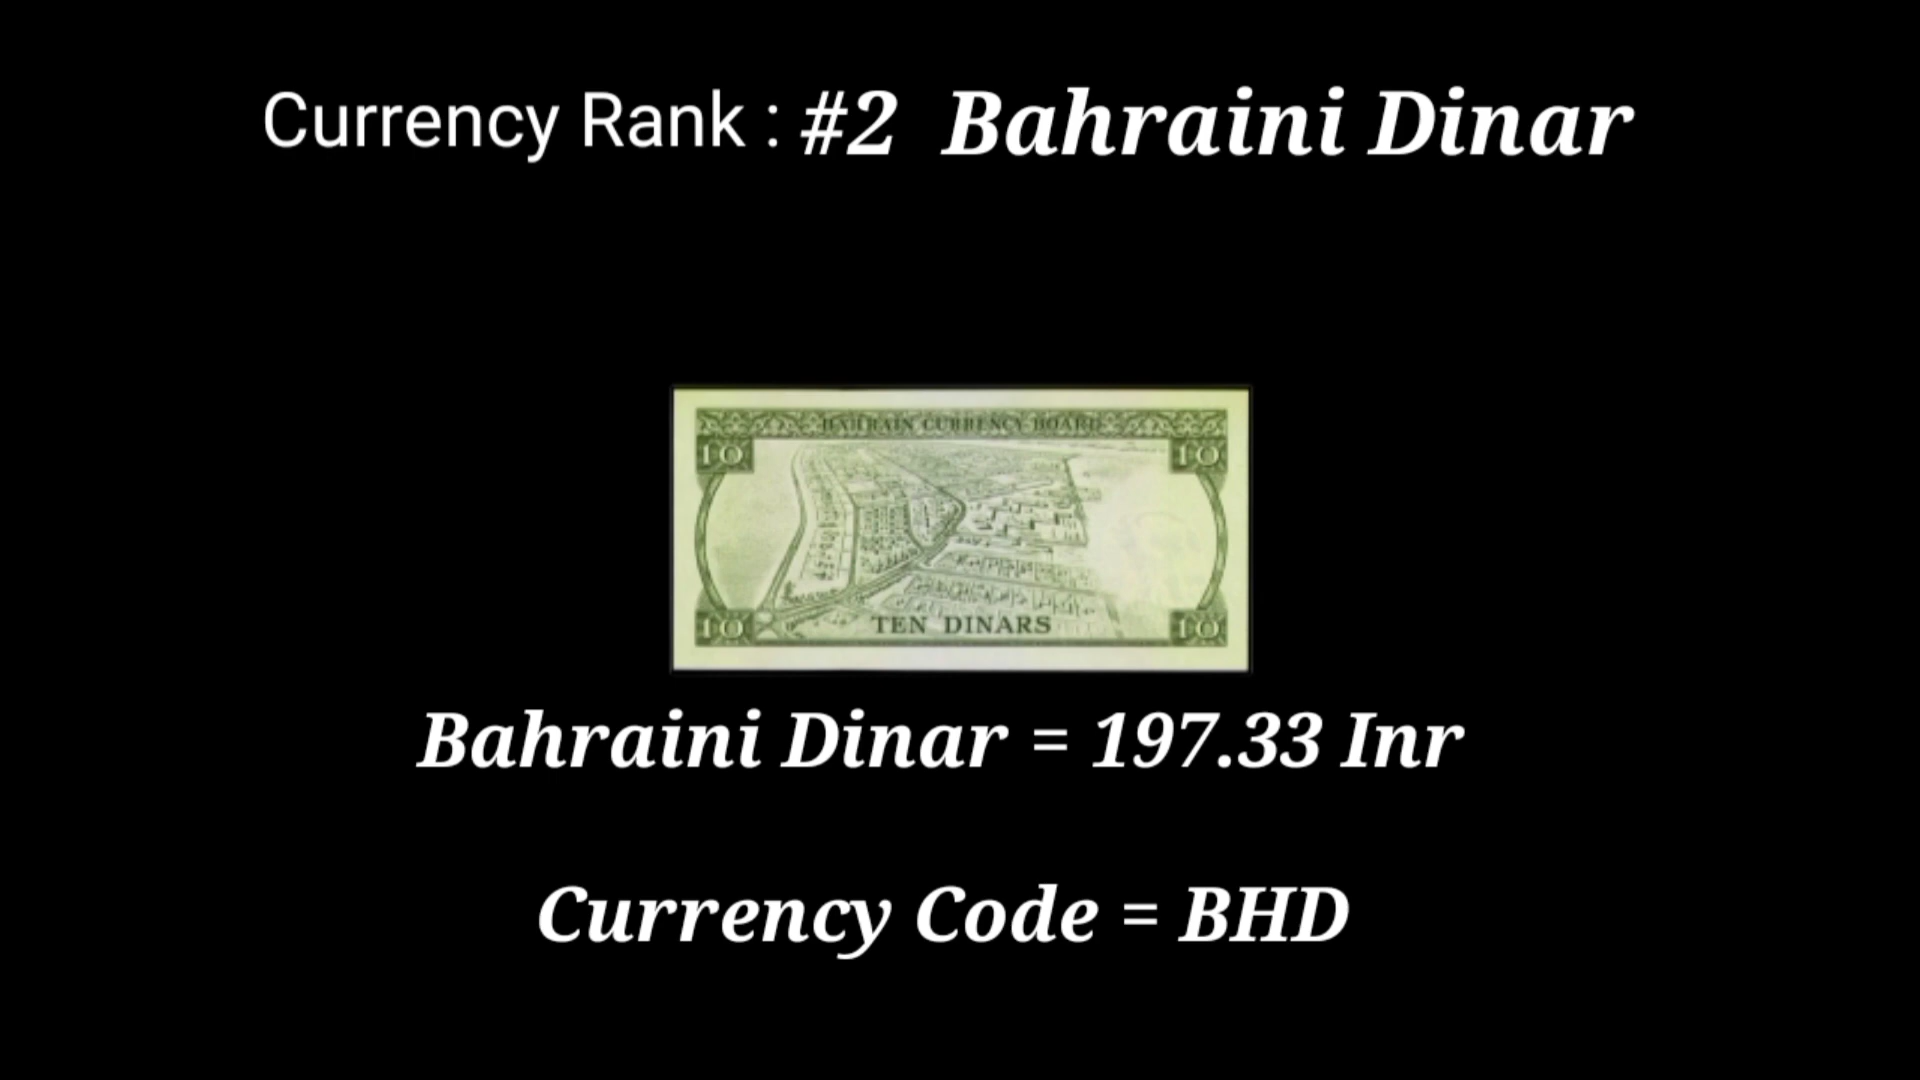 Currency Rank : #2 Bahraini Dinar
BAHRAIN CURRENCY BOARD
10 10
TEN DINARS
10 10
Bahraini Dinar = 197.33 Inr
Currency Code = BHD